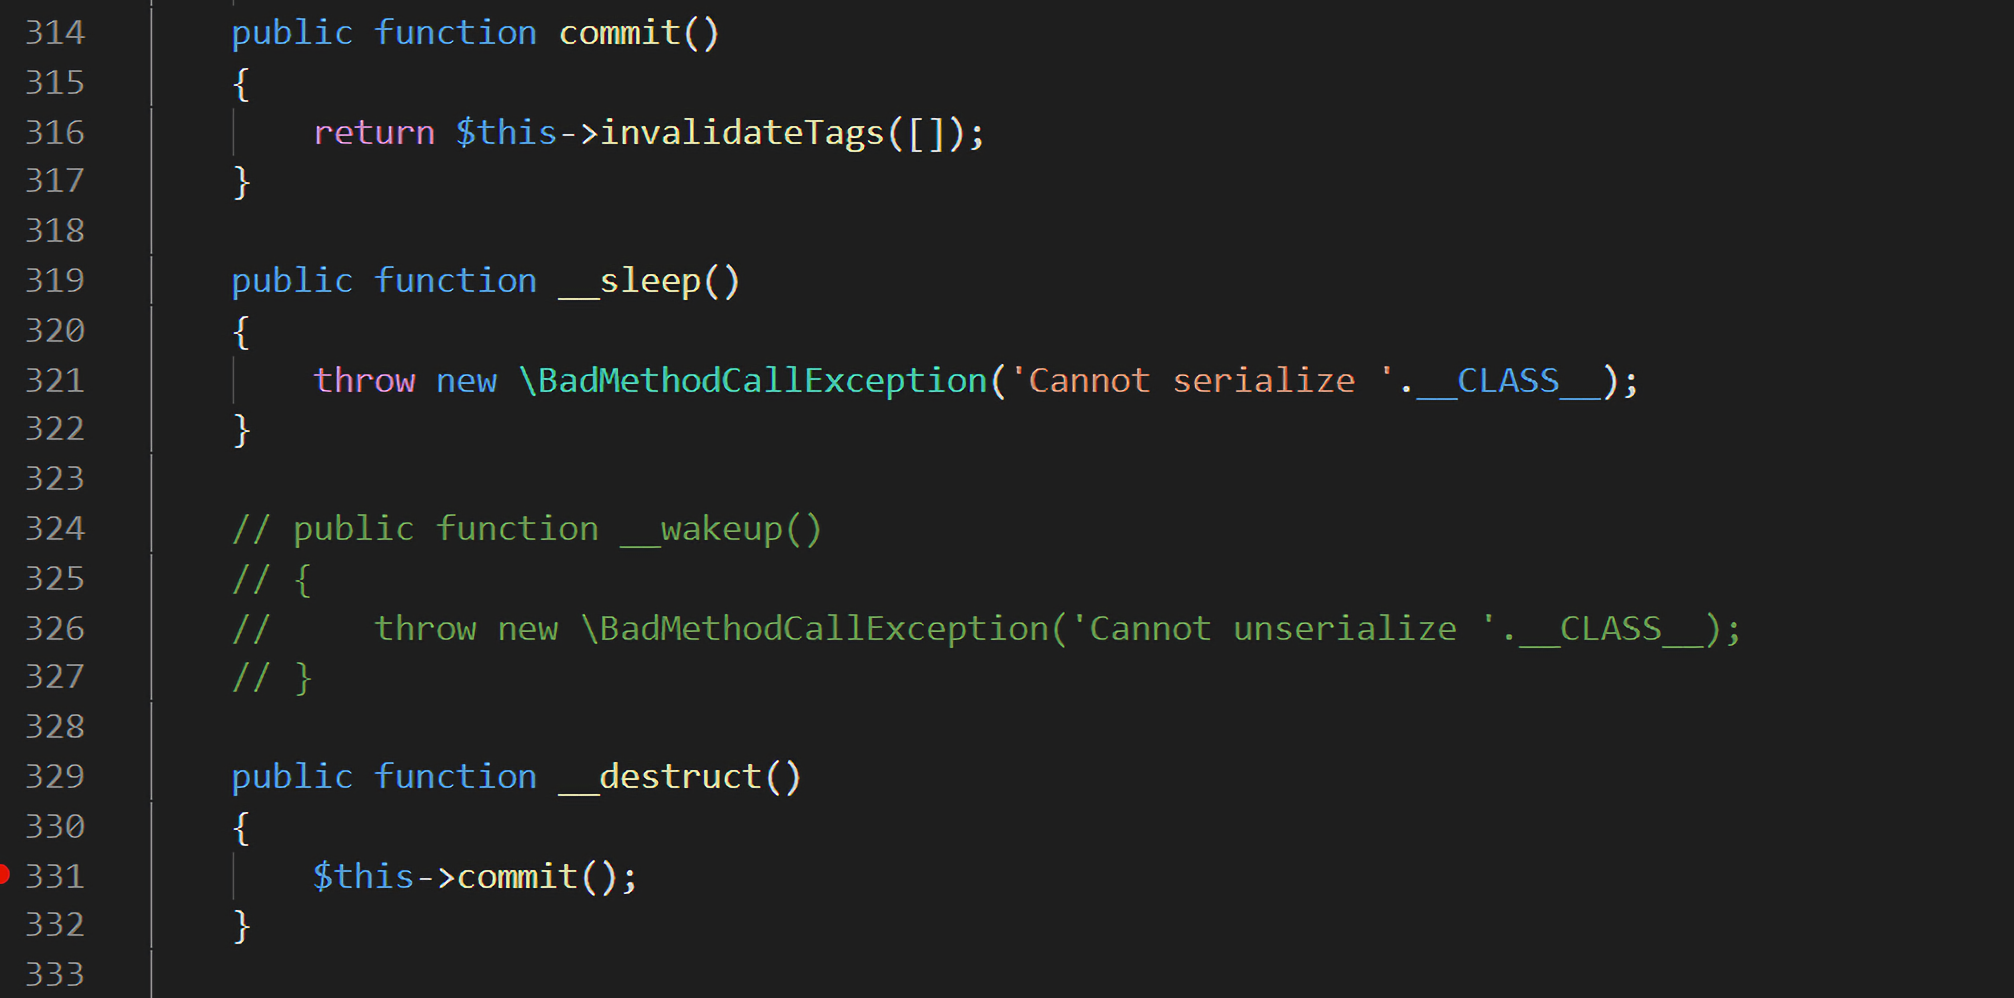 314 public function commit()
315 {
316 return $this->invalidateTags([]);
317 }
318
319 public function __sleep()
320 {
321 throw new \BadMethodCallException('Cannot serialize '.__CLASS__);
322 }
323
324 // public function __wakeup()
325 // {
326 //     throw new \BadMethodCallException('Cannot unserialize '.__CLASS__);
327 // }
328
329 public function __destruct()
330 {
331 $this->commit();
332 }
333